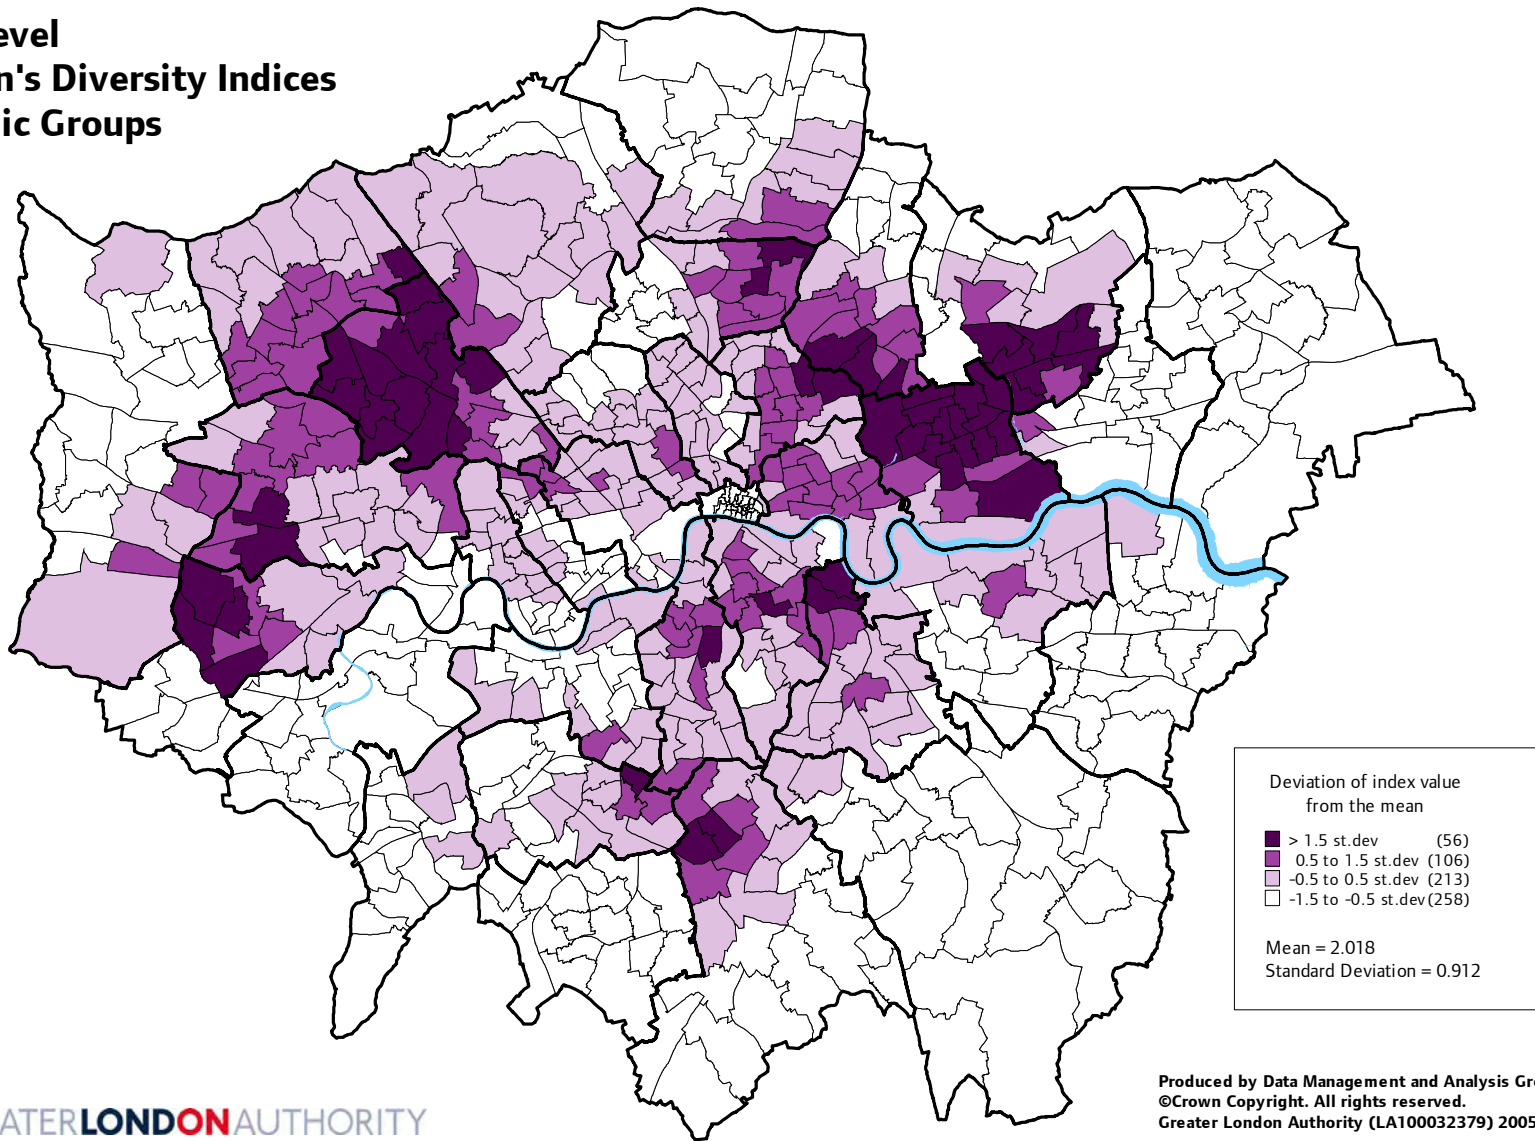 evel
n's Diversity Indices
ic Groups
Deviation of index value
from the mean
> 1.5 st.dev (56)
0.5 to 1.5 st.dev (106)
-0.5 to 0.5 st.dev (213)
-1.5 to -0.5 st.dev (258)
Mean = 2.018
Standard Deviation = 0.912
Produced by Data Management and Analysis Gr
©Crown Copyright. All rights reserved.
Greater London Authority (LA100032379) 2005
ATERLONDONAUTHORITY